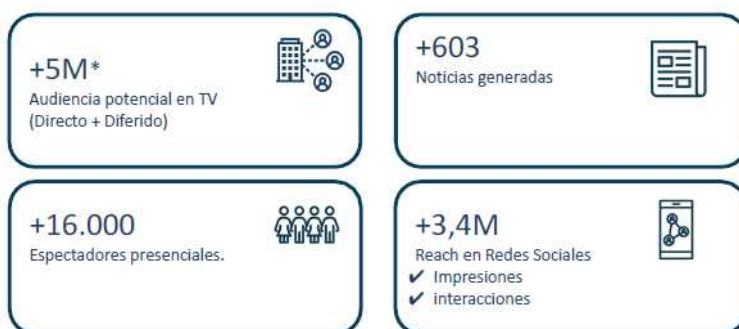 +5M*
Audiencia potencial en TV
(Directo + Diferido)
+603
Noticias generadas
+16.000
Espectadores presenciales.
+3,4M
Reach en Redes Sociales
✔ Impresiones
✔ interacciones